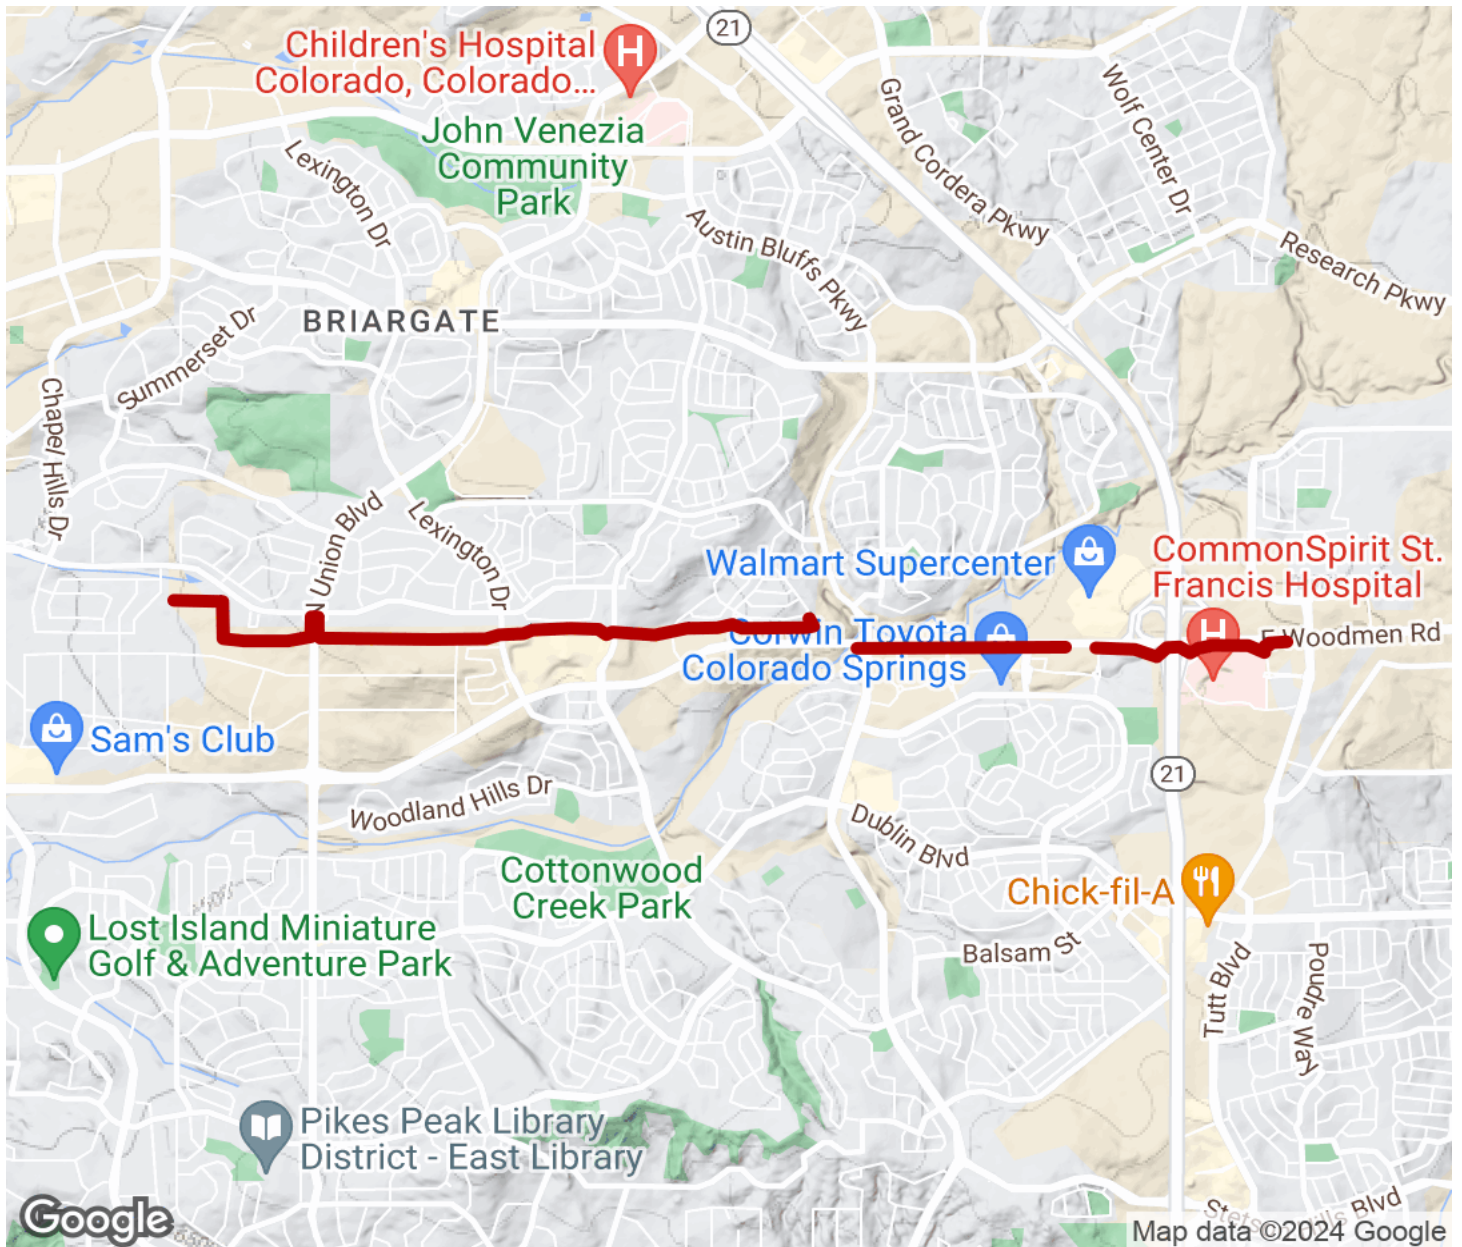 21
Children's Hospital
Colorado, Colorado...
John Venezia
Community
Park
Grand Cordera Pkwy
Wolf Center Dr
Lexington Dr
Austin Bluffs Pkwy
Research Pkwy
BRIARGATE
Summerset Dr
Chapel Hills Dr
N Union Blvd
Lexington Dr
Walmart Supercenter
CommonSpirit St.
Francis Hospital
H
H
Corwin Toyota
Colorado Springs
E Woodmen Rd
Sam's Club
21
Woodland Hills Dr
Dublin Blvd
Cottonwood
Creek Park
Chick-fil-A
Lost Island Miniature
Golf & Adventure Park
Balsam St
Tutt Blvd
Poudre Way
Pikes Peak Library
District - East Library
Google
Blvd
Map data ©2024 Google